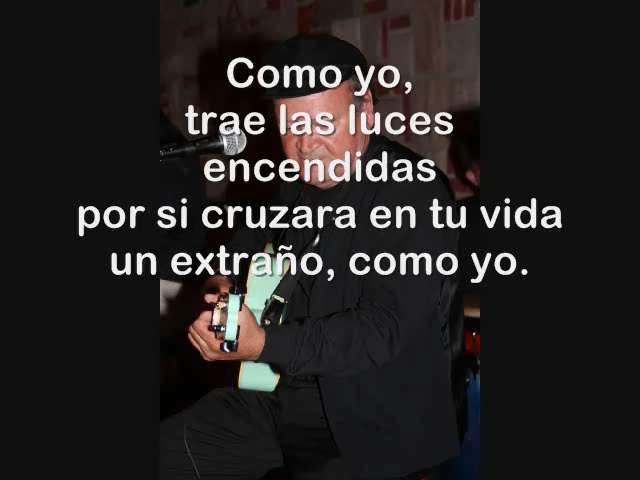 Como yo,
trae las luces
encendidas
por si cruzara en tu vida
un extraño, como yo.